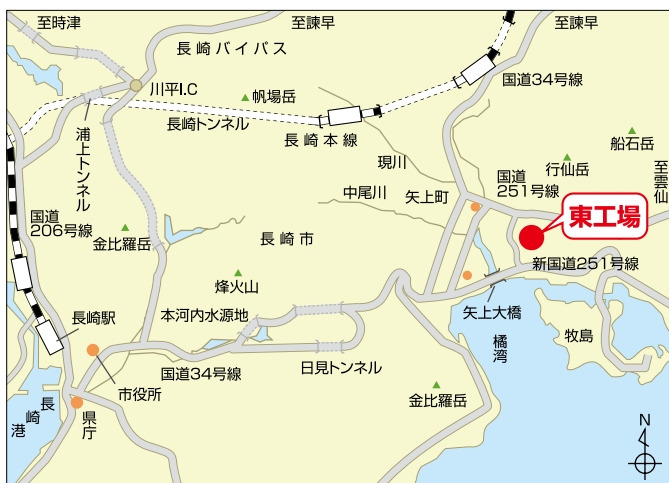 至時津
至諫早
長崎バイパス
至諫早
国道34号線
川平I.C
帆場岳
長崎トンネル
長崎本線
浦上トンネル
現川
中尾川
矢上町
国道
251号線
行仙岳
船石岳
至雲仙
東工場
国道
206号線
金比羅岳
長崎市
烽火山
新国道251号線
本河内水源地
長崎駅
矢上大橋
橘湾
牧島
日見トンネル
国道34号線
市役所
金比羅岳
県庁
長崎港
N